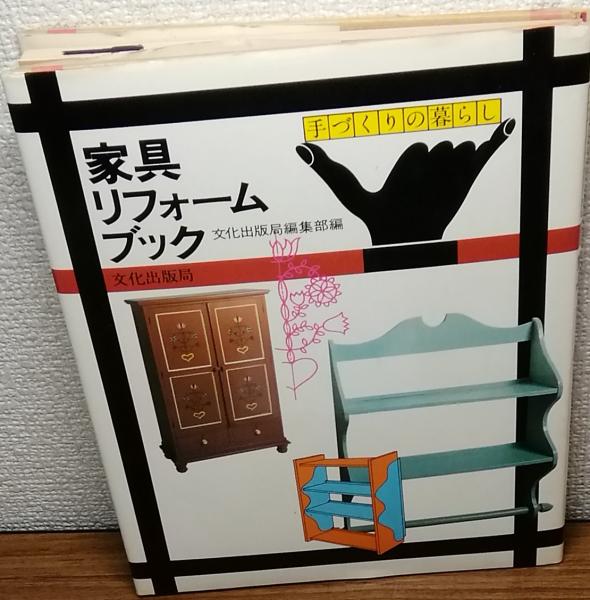 手づくりの暮らし
家具
リフォーム
ブック
文化出版局編集部編
文化出版局